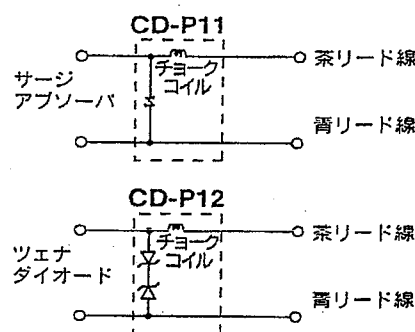 CD-P11
チョーク
コイル
サージ
アブソーバ
茶リード線
青リード線
CD-P12
チョーク
コイル
ツェナ
ダイオード
茶リード線
青リード線